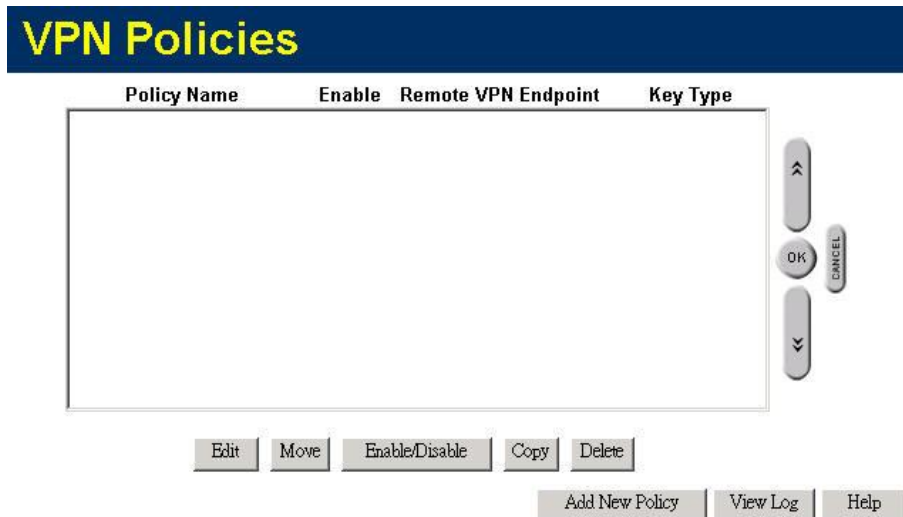 VPN Policies
Policy Name Enable Remote VPN Endpoint Key Type
OK
CANCEL
Edit Move Enable/Disable Copy Delete
Add New Policy View Log Help